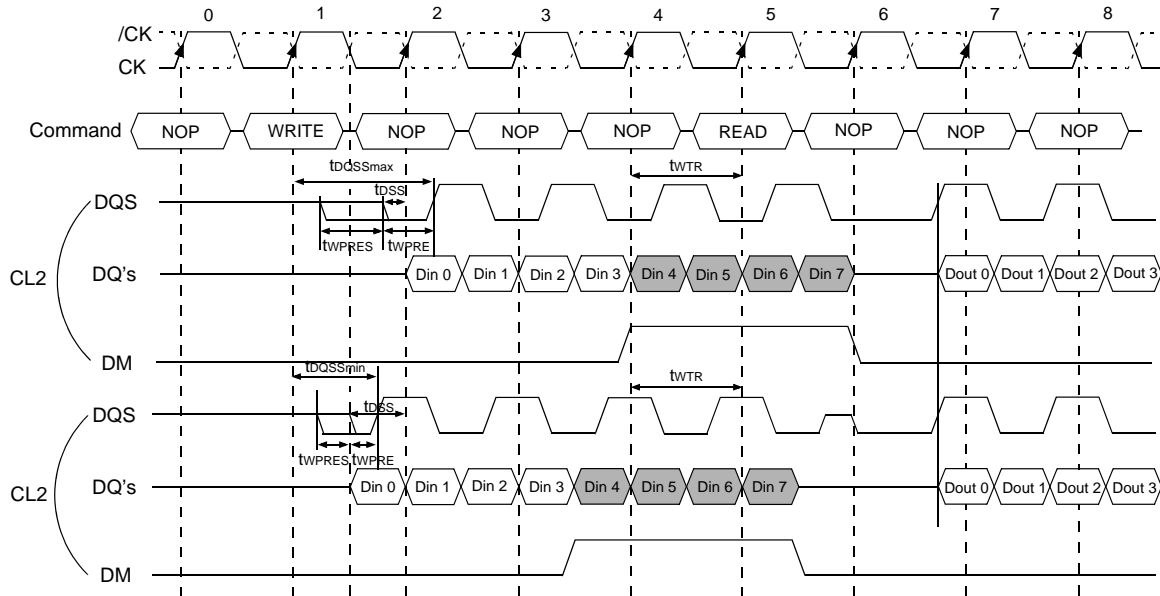 0 1 2 3 4 5 6 7 8
/CK
CK
Command NOP WRITE NOP NOP NOP READ NOP NOP NOP
tDQSSmax tWTR
tDSS
DQS
tWPRES tWPRE
CL2 DQ's Din 0 Din 1 Din 2 Din 3 Din 4 Din 5 Din 6 Din 7 Dout 0 Dout 1 Dout 2 Dout 3
DM
tDQSSmin tWTR
DQS tDSS
tWPRES tWPRE
CL2 DQ's Din 0 Din 1 Din 2 Din 3 Din 4 Din 5 Din 6 Din 7 Dout 0 Dout 1 Dout 2 Dout 3
DM